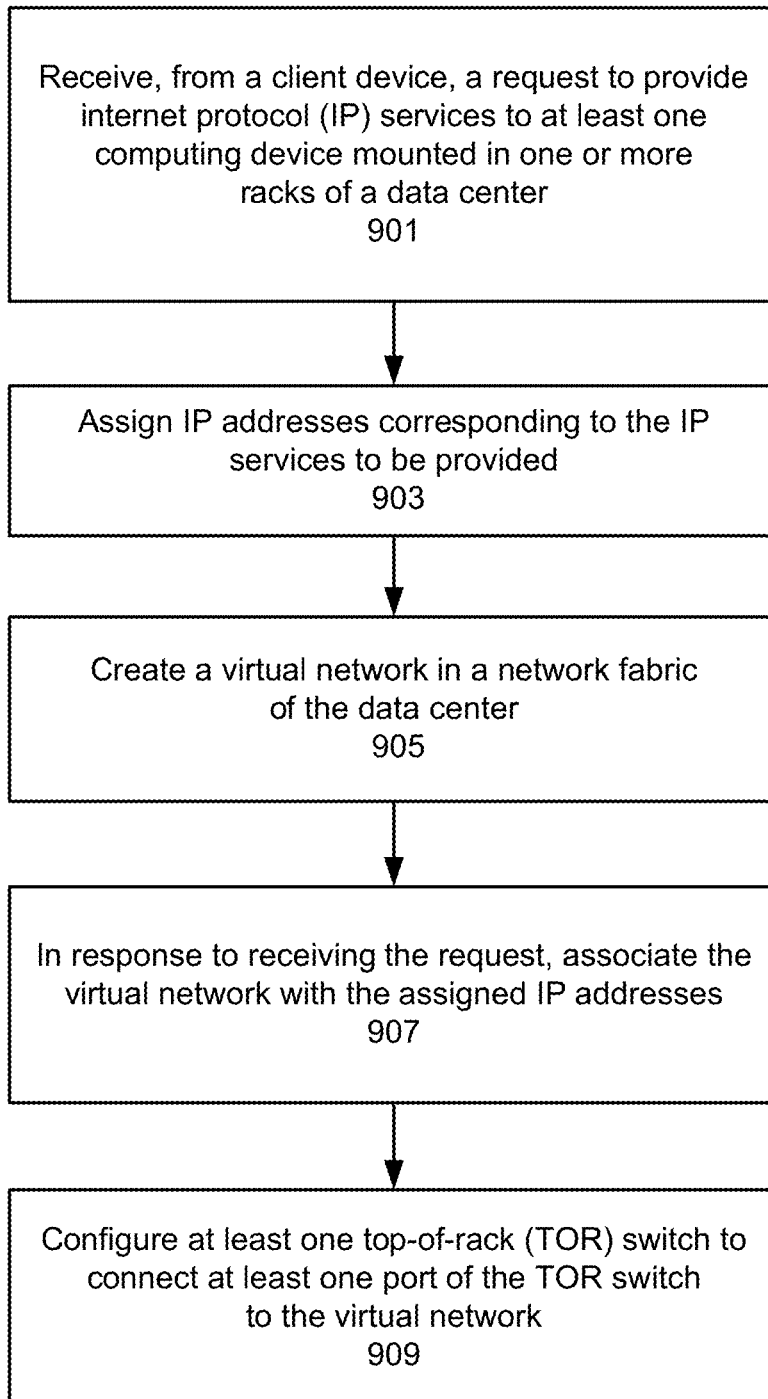 Receive, from a client device, a request to provide
internet protocol (IP) services to at least one
computing device mounted in one or more
racks of a data center
901
Assign IP addresses corresponding to the IP
services to be provided
903
Create a virtual network in a network fabric
of the data center
905
In response to receiving the request, associate the
virtual network with the assigned IP addresses
907
Configure at least one top-of-rack (TOR) switch to
connect at least one port of the TOR switch
to the virtual network
909